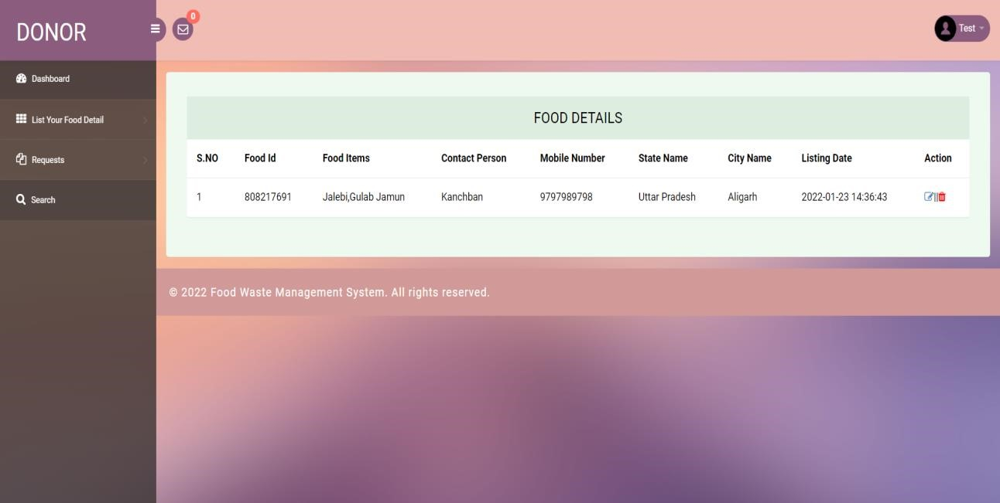 DONOR
0
Test
Dashboard
List Your Food Detail
Requests
Search
FOOD DETAILS
S.NO Food Id Food Items Contact Person Mobile Number State Name City Name Listing Date Action
1 808217691 Jalebi,Gulab Jamun Kanchban 9797989798 Uttar Pradesh Aligarh 2022-01-23 14:36:43 ||
© 2022 Food Waste Management System. All rights reserved.